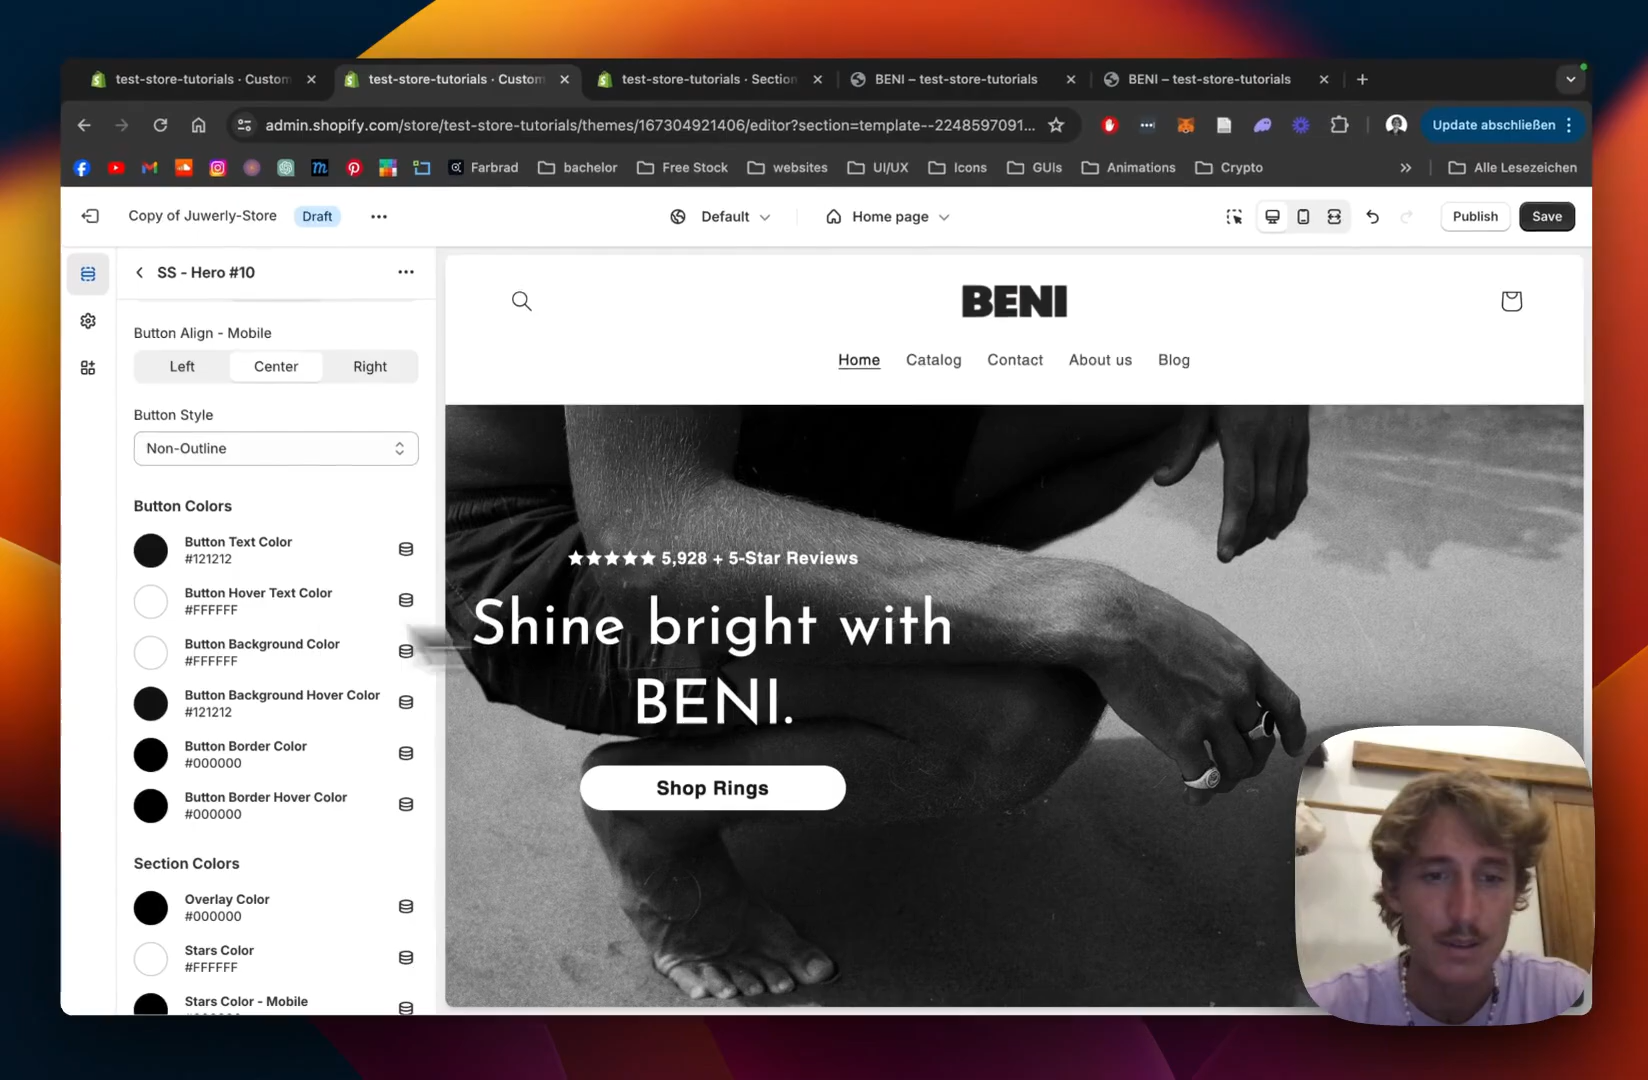 test-store-tutorials · Custom
test-store-tutorials · Custom
test-store-tutorials · Section
BENI – test-store-tutorials
BENI – test-store-tutorials
admin.shopify.com/store/test-store-tutorials/themes/167304921406/editor?section=template--2248597091...
Update abschließen
Farbrad
bachelor
Free Stock
websites
UI/UX
Icons
GUIs
Animations
Crypto
Alle Lesezeichen
Copy of Juwerly-Store
Draft
Default
Home page
Publish
Save
SS - Hero #10
Button Align - Mobile
Left
Center
Right
Button Style
Non-Outline
Button Colors
Button Text Color
#121212
Button Hover Text Color
#FFFFFF
Button Background Color
#FFFFFF
Button Background Hover Color
#121212
Button Border Color
#000000
Button Border Hover Color
#000000
Section Colors
Overlay Color
#000000
Stars Color
#FFFFFF
Stars Color - Mobile
BENI
Home
Catalog
Contact
About us
Blog
★★★★★ 5,928 + 5-Star Reviews
Shine bright with
BENI.
Shop Rings